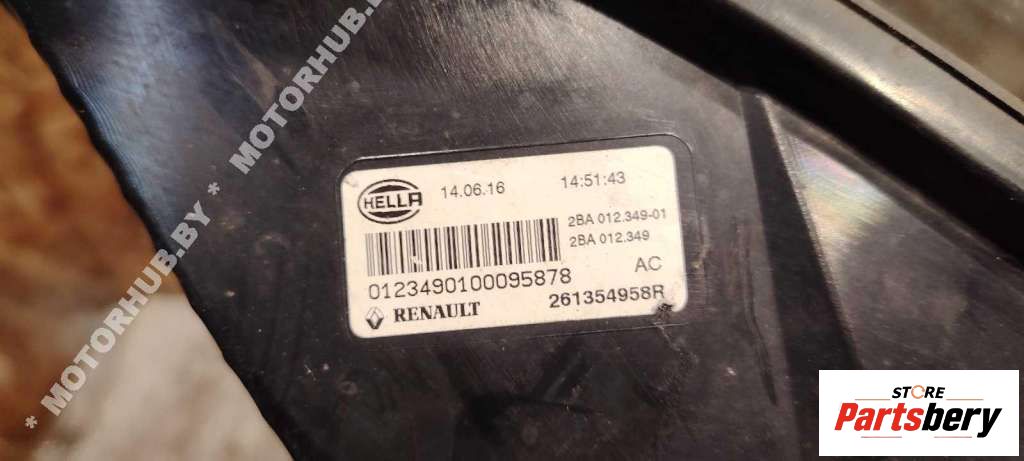 * MOTORHUB.BY * MOTORHUB.BY
HELLA
14.06.16 14:51:43
2BA 012.349-01
2BA 012.349
AC
0123490100095878
RENAULT 261354958R
STORE
Partsbery